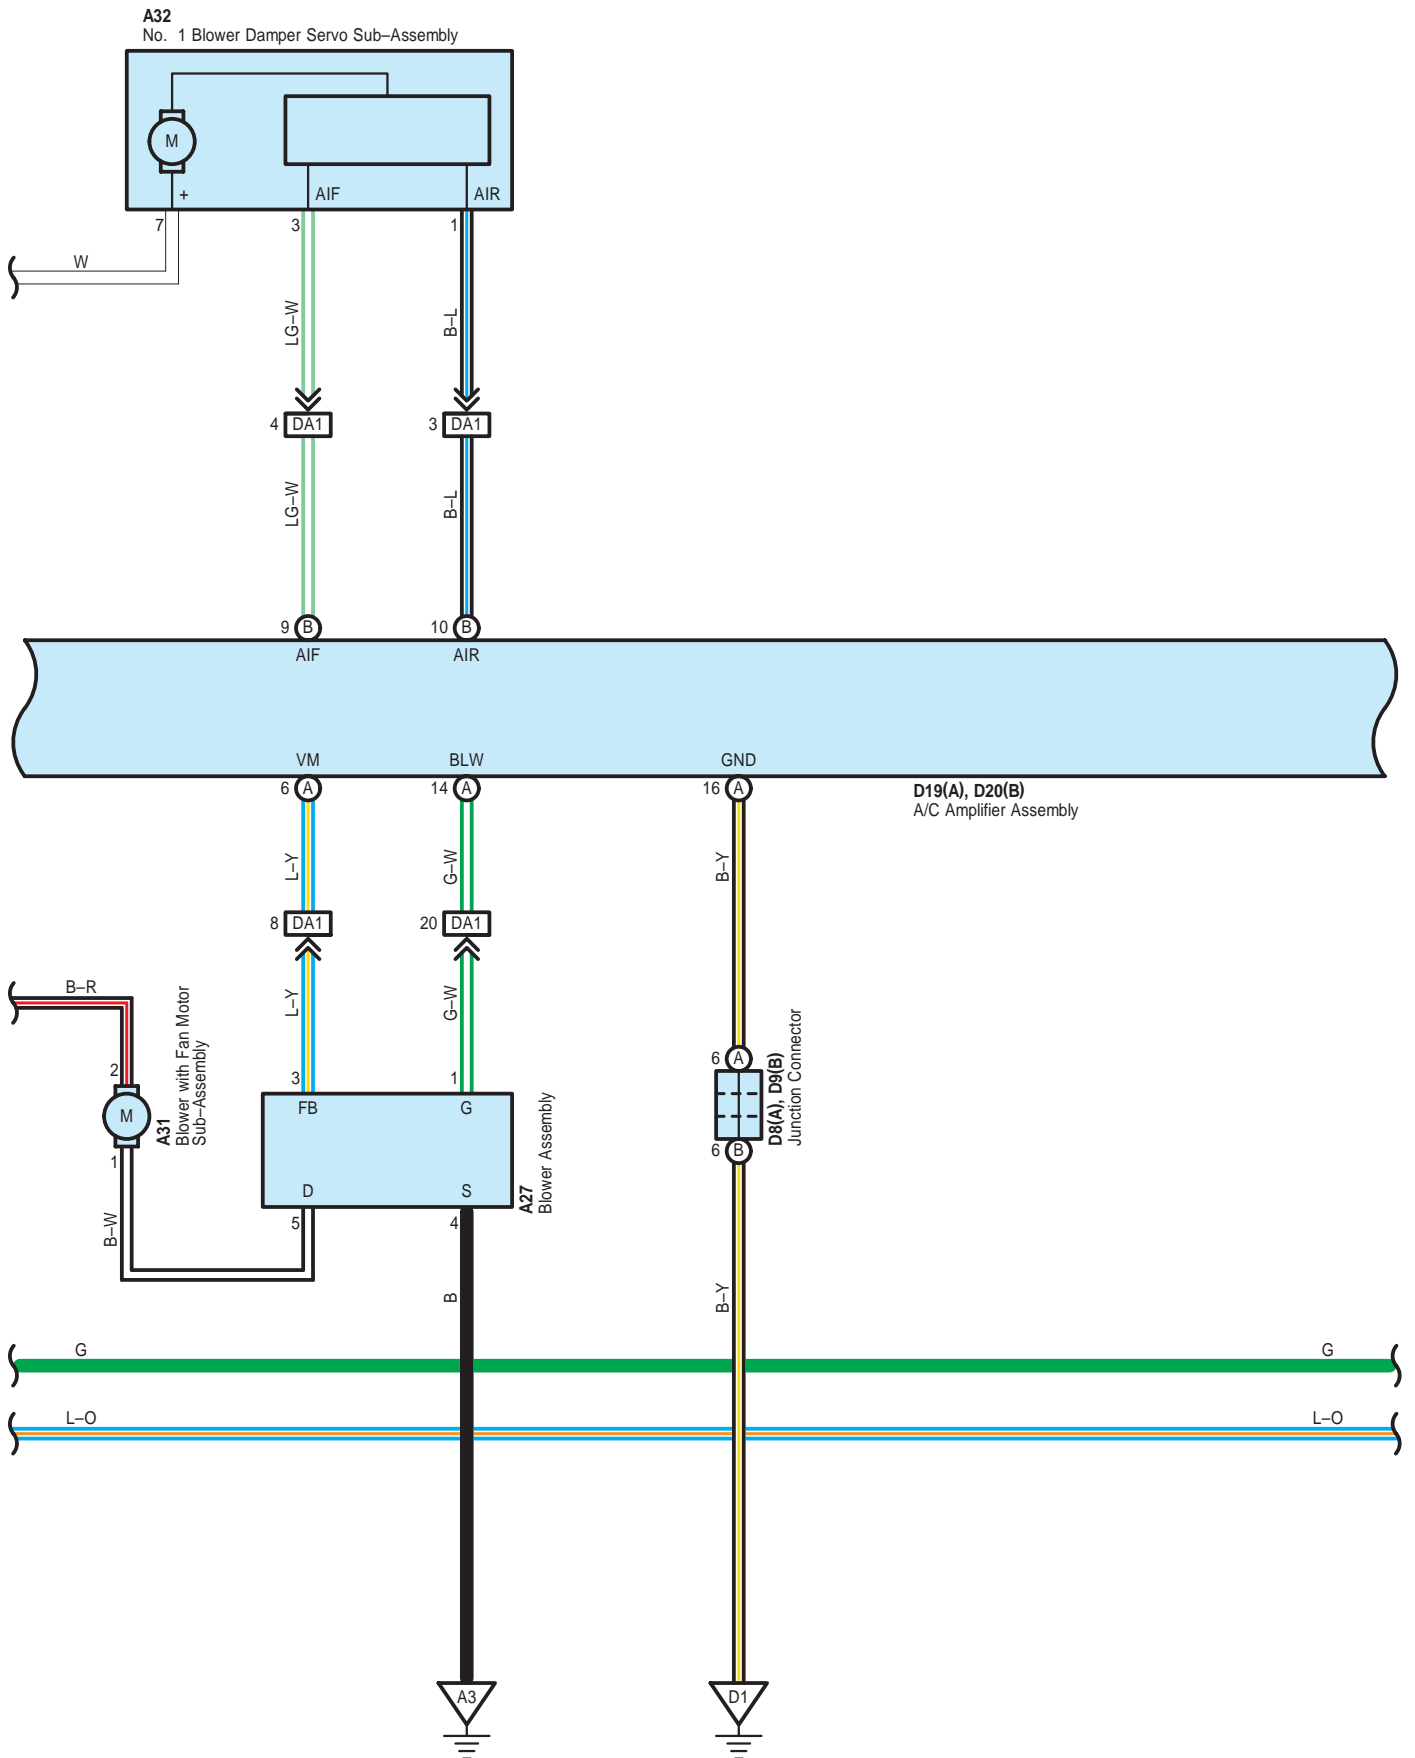 A32
No. 1 Blower Damper Servo Sub–Assembly
M
+
AIF
AIR
7
3
1
W
LG–W
B–L
4
DA1
3
DA1
LG–W
B–L
9
B
10
B
AIF
AIR
VM
BLW
GND
6
A
14
A
16
A
D19(A), D20(B)
A/C Amplifier Assembly
L–Y
G–W
B–Y
8
DA1
20
DA1
B–R
L–Y
G–W
2
M
1
A31
Blower with Fan Motor
Sub–Assembly
3
1
FB
G
D
S
5
4
A27
Blower Assembly
6
A
6
B
D8(A), D9(B)
Junction Connector
B–W
B
B–Y
G
G
L–O
L–O
A3
D1